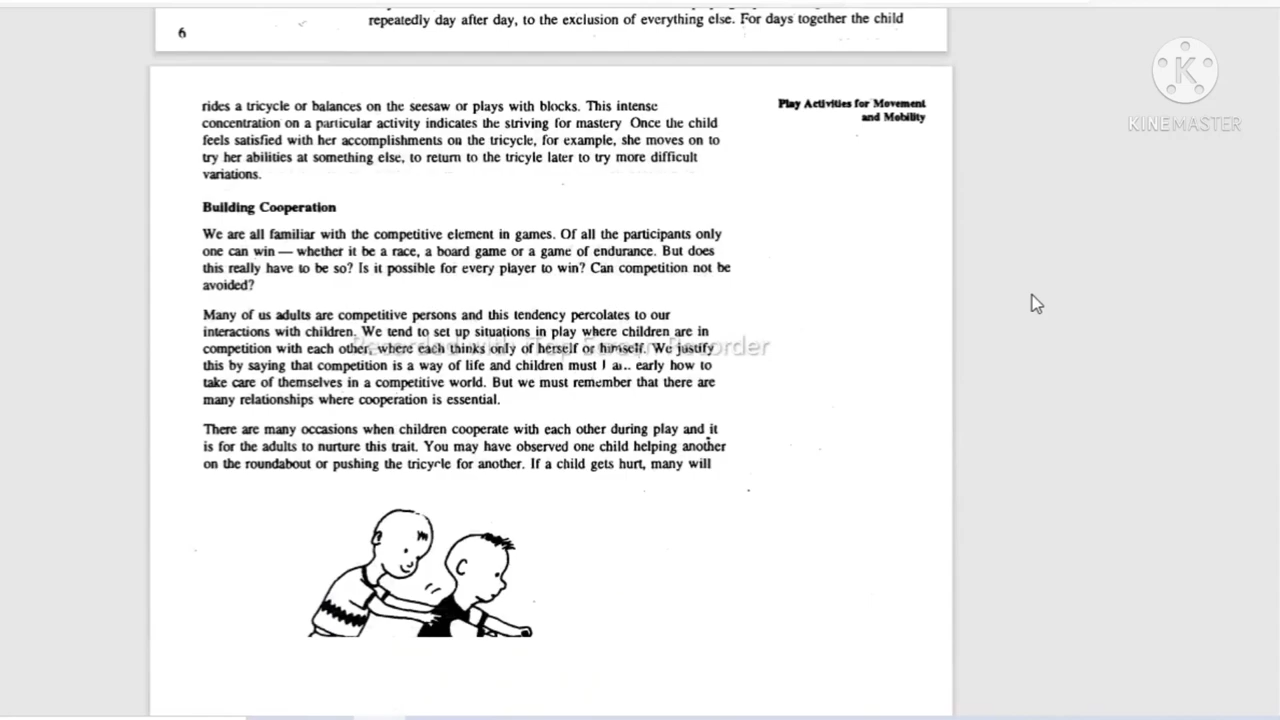 repeatedly day after day, to the exclusion of everything else. For days together the child
6
rides a tricycle or balances on the seesaw or plays with blocks. This intense
concentration on a particular activity indicates the striving for mastery Once the child
feels satisfied with her accomplishments on the tricycle, for example, she moves on to
try her abilities at something else, to return to the tricyle later to try more difficult
variations.
Play Activities for Movement
and Mobility
KINEMASTER
Building Cooperation
We are all familiar with the competitive element in games. Of all the participants only
one can win — whether it be a race, a board game or a game of endurance. But does
this really have to be so? Is it possible for every player to win? Can competition not be
avoided?
Many of us adults are competitive persons and this tendency percolates to our
interactions with children. We tend to set up situations in play where children are in
competition with each other, where each thinks only of herself or himself. We justify
Recorded with iTop Screen Recorder
this by saying that competition is a way of life and children must early how to
take care of themselves in a competitive world. But we must remember that there are
many relationships where cooperation is essential.
There are many occasions when children cooperate with each other during play and it
is for the adults to nurture this trait. You may have observed one child helping another
on the roundabout or pushing the tricycle for another. If a child gets hurt, many will